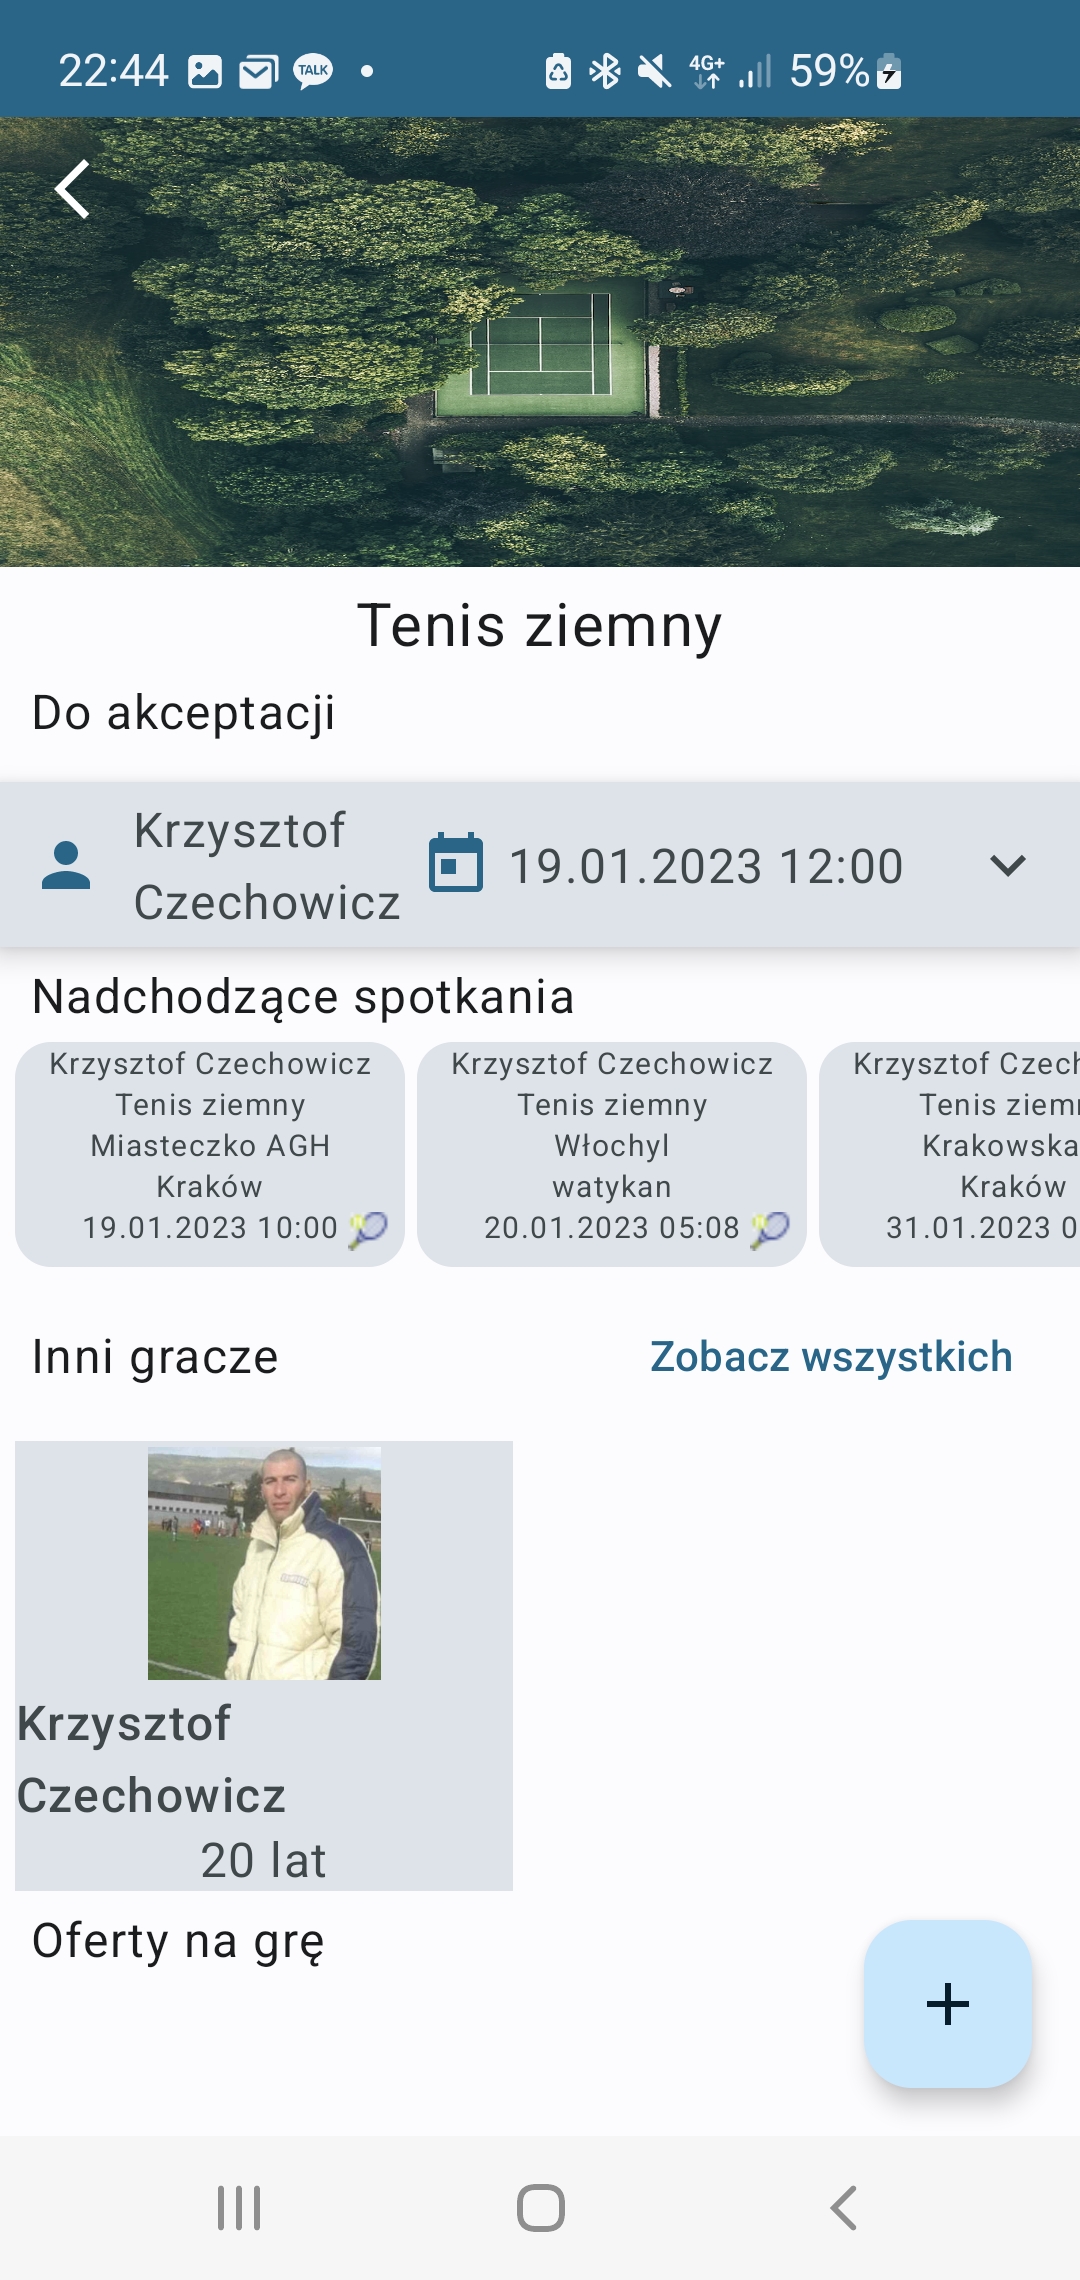 22:44 TALK 4G+ 59%
Tenis ziemny
Do akceptacji
Krzysztof
Czechowicz
19.01.2023 12:00
Nadchodzące spotkania
Krzysztof Czechowicz
Tenis ziemny
Miasteczko AGH
Kraków
19.01.2023 10:00
Krzysztof Czechowicz
Tenis ziemny
Włochyl
watykan
20.01.2023 05:08
Krzysztof Czech
Tenis ziem
Krakowska
Kraków
31.01.2023 0
Inni gracze
Zobacz wszystkich
Krzysztof
Czechowicz
20 lat
Oferty na grę